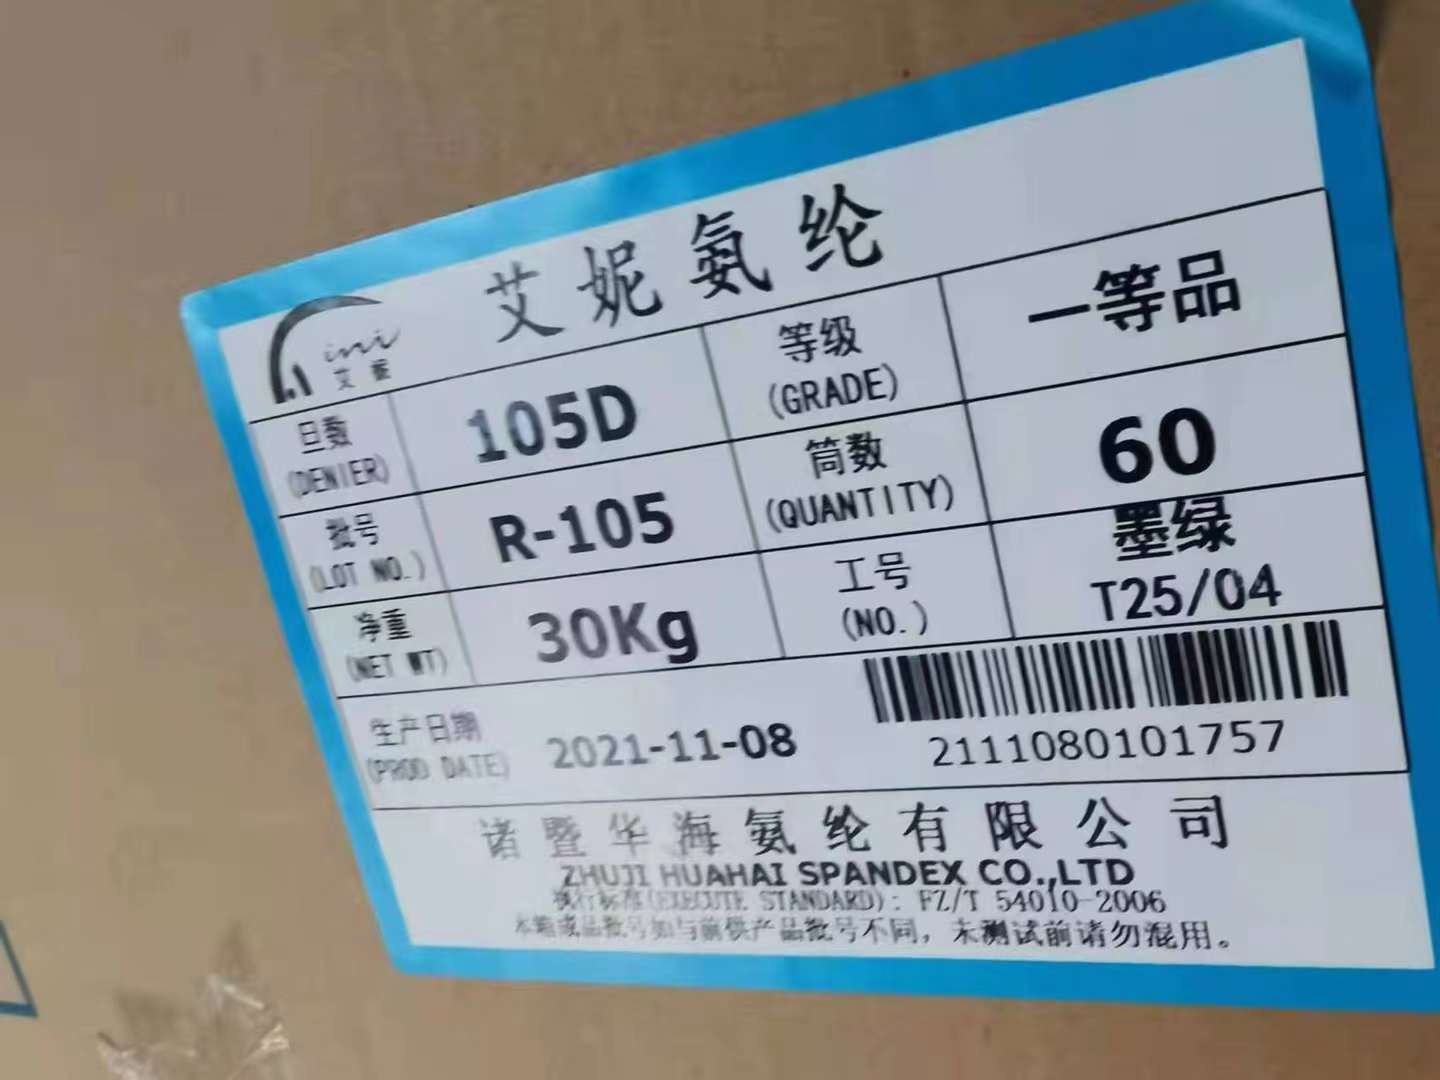 艾妮氨纶
ini
艾妮
旦数
(DENIER)
105D
等级
(GRADE)
一等品
批号
(LOT NO.)
R-105
筒数
(QUANTITY)
60
净重
(NET WT)
30Kg
工号
(NO.)
墨绿
T25/04
生产日期
(PROD DATE)
2021-11-08
2111080101757
诸暨华海氨纶有限公司
ZHUJI HUAHAI SPANDEX CO.,LTD
执行标准(EXECUTE STANDARD): FZ/T 54010-2006
本箱或品批号如与前供产品批号不同，未测试前请勿混用。